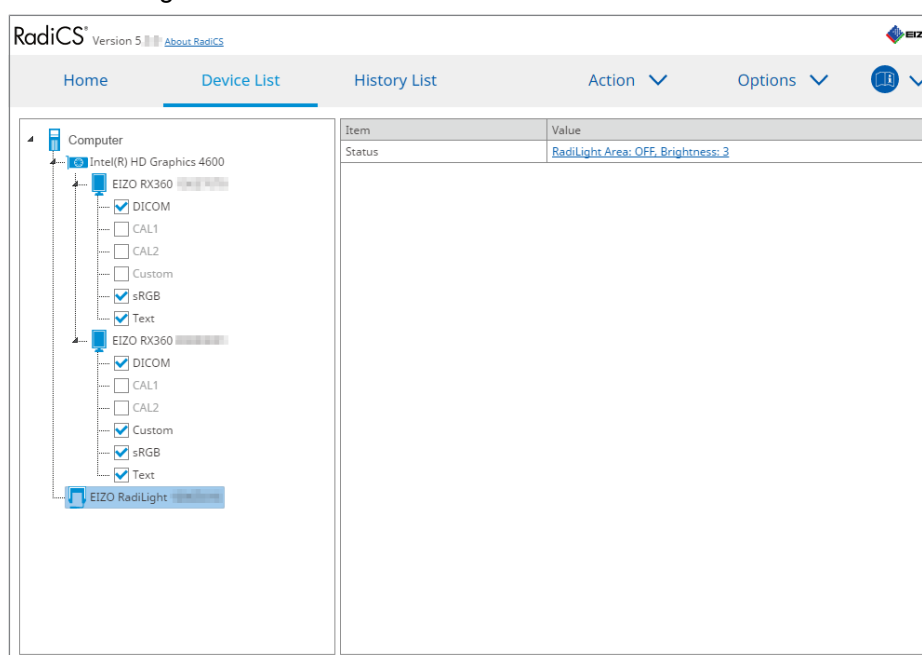 RadiCS® Version 5 About RadiCS
EIZ
Home Device List History List Action Options
Computer
Intel(R) HD Graphics 4600
EIZO RX360
DICOM
CAL1
CAL2
Custom
sRGB
Text
EIZO RX360
DICOM
CAL1
CAL2
Custom
sRGB
Text
EIZO RadiLight
Item Value
Status RadiLight Area: OFF, Brightness: 3